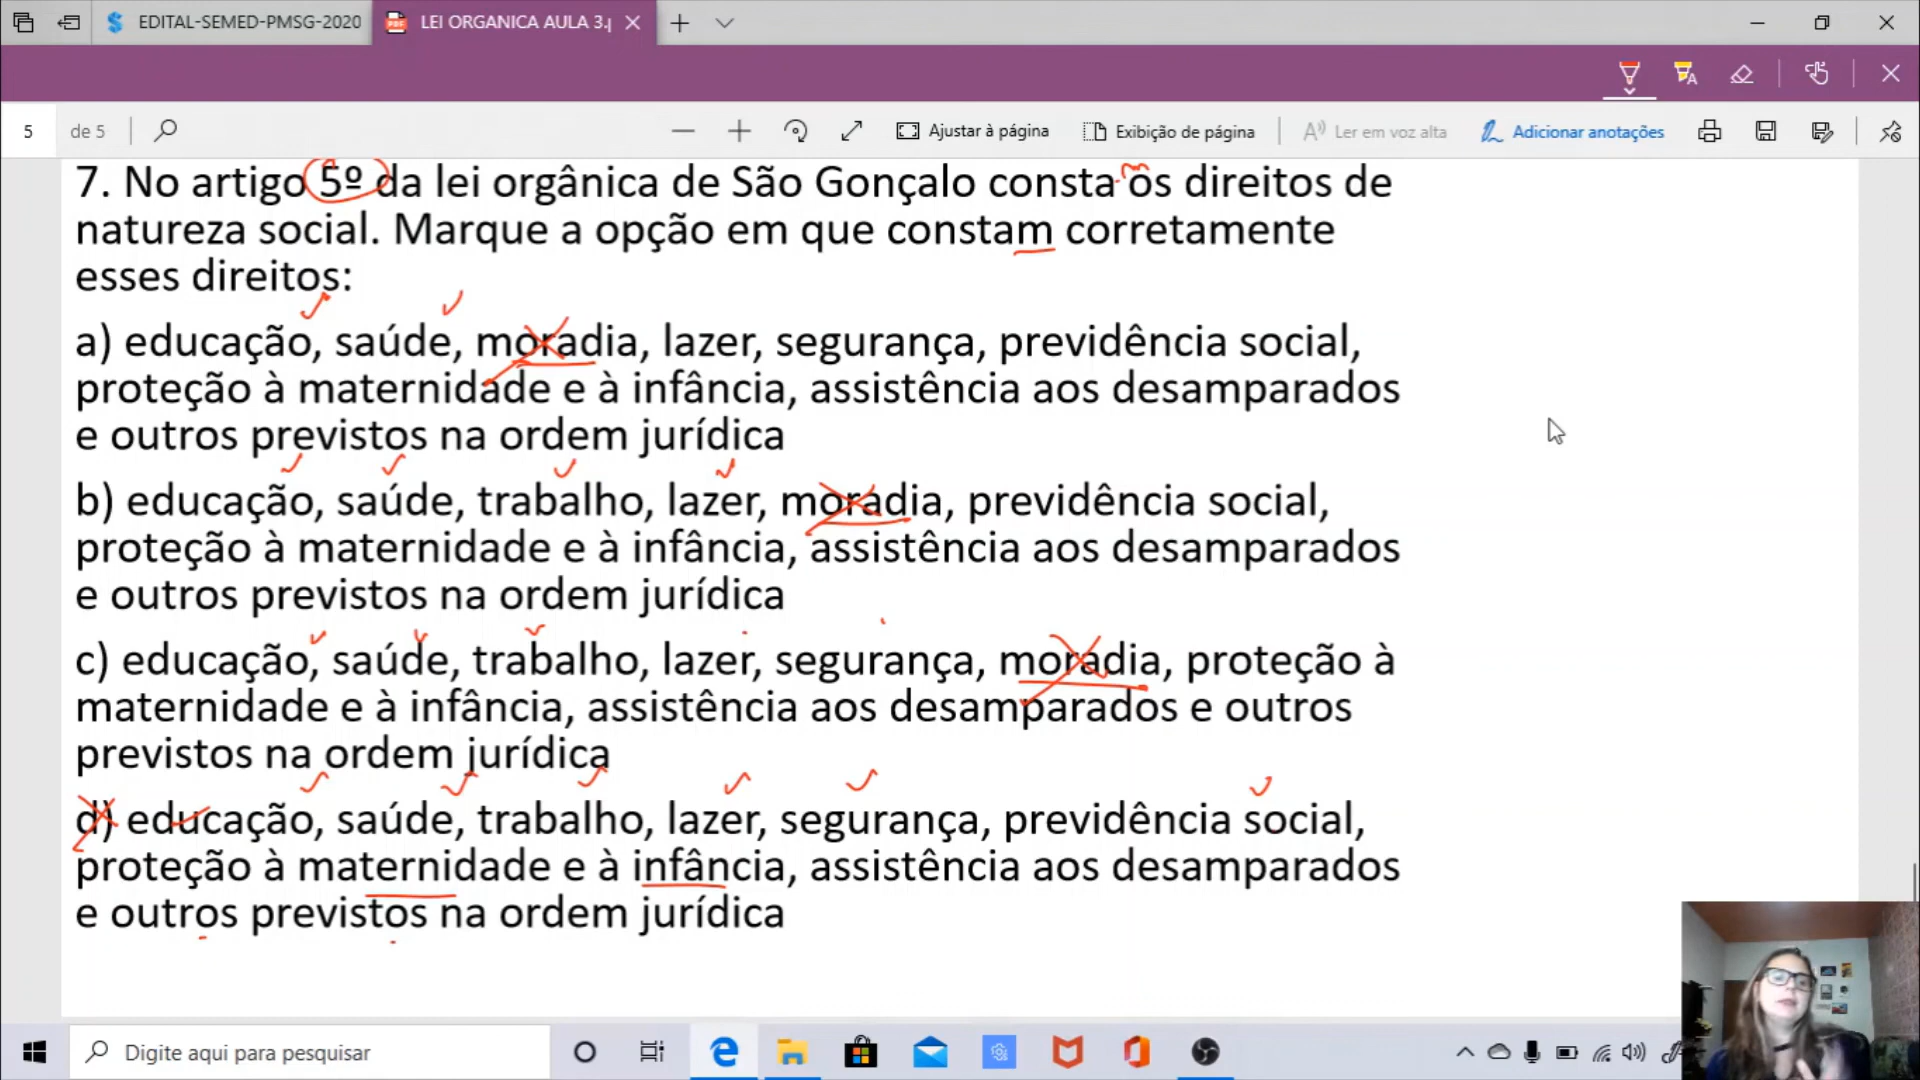 EDITAL-SEMED-PMSG-2020
LEI ORGANICA AULA 3.p
5 de 5
Ajustar à página
Exibição de página
Ler em voz alta
Adicionar anotações
7. No artigo 5º da lei orgânica de São Gonçalo consta m os direitos de
natureza social. Marque a opção em que constam corretamente
esses direitos:
a) educação, saúde, moradia, lazer, segurança, previdência social,
proteção à maternidade e à infância, assistência aos desamparados
e outros previstos na ordem jurídica
b) educação, saúde, trabalho, lazer, moradia, previdência social,
proteção à maternidade e à infância, assistência aos desamparados
e outros previstos na ordem jurídica
c) educação, saúde, trabalho, lazer, segurança, moradia, proteção à
maternidade e à infância, assistência aos desamparados e outros
previstos na ordem jurídica
d) educação, saúde, trabalho, lazer, segurança, previdência social,
proteção à maternidade e à infância, assistência aos desamparados
e outros previstos na ordem jurídica
Digite aqui para pesquisar